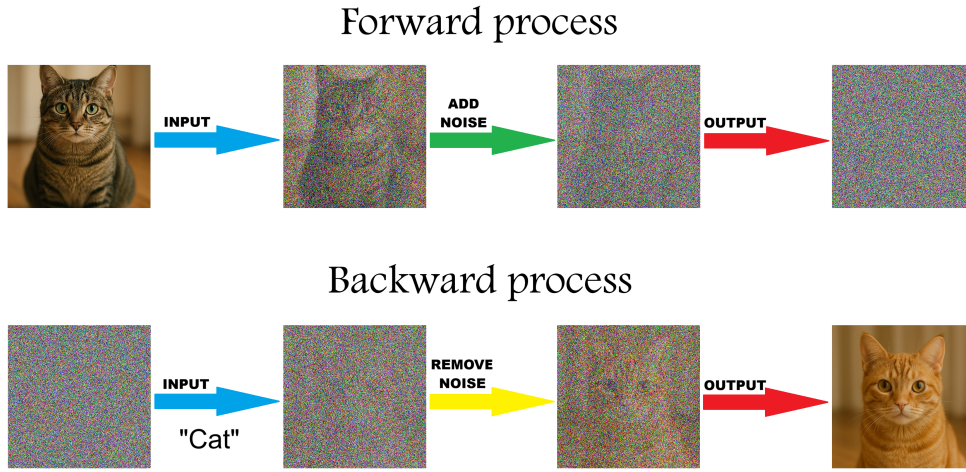 Forward process
INPUT
ADD
NOISE
OUTPUT
Backward process
INPUT
"Cat"
REMOVE
NOISE
OUTPUT